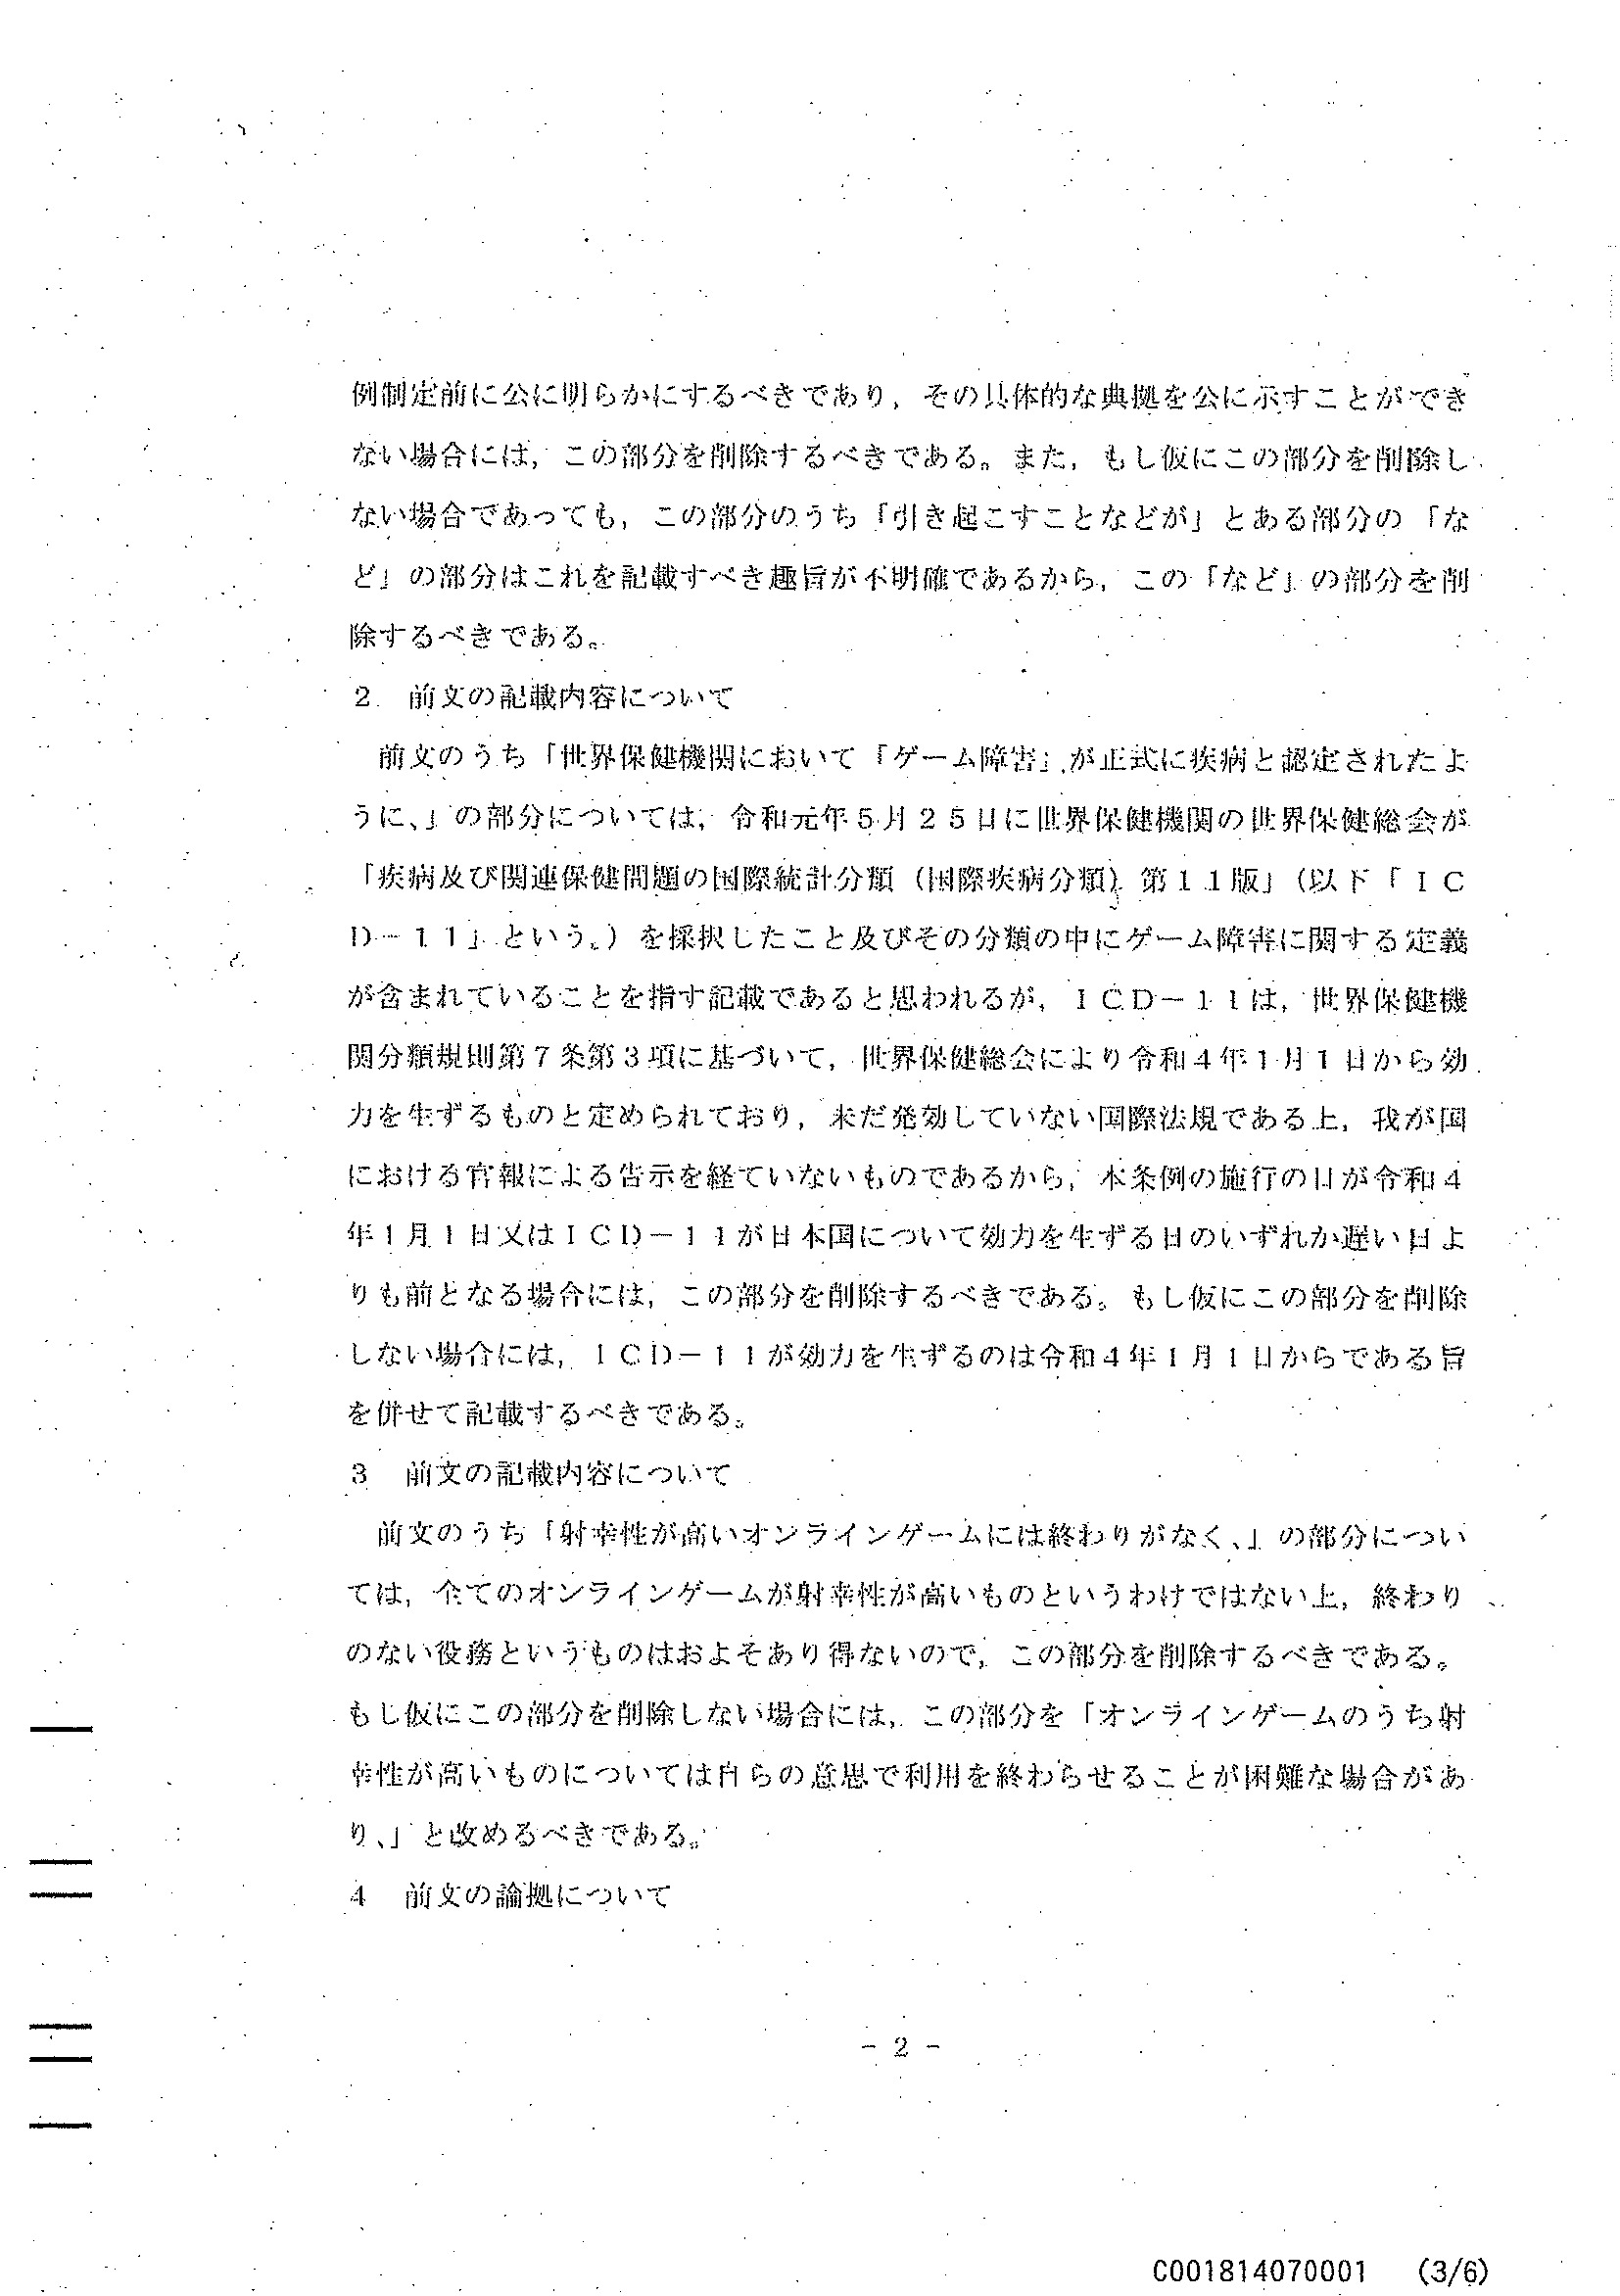 例制定前に公に明らかにするべきであり，その具体的な典拠を公に示すことができ
ない場合には，この部分を削除するべきである。また，もし仮にこの部分を削除し
ない場合であっても，この部分のうち「引き起こすことなどが」とある部分の「な
ど」の部分はこれを記載すべき趣旨が不明確であるから，この「など」の部分を削
除するべきである。
２　前文の記載内容について
　前文のうち「世界保健機関において「ゲーム障害」が正式に疾病と認定されたよ
うに、」の部分については，令和元年５月２５日に世界保健機関の世界保健総会が
「疾病及び関連保健問題の国際統計分類（国際疾病分類）第１１版」（以下「ＩＣ
Ｄ－１１」という。）を採択したこと及びその分類の中にゲーム障害に関する定義
が含まれていることを指す記載であると思われるが，ＩＣＤ－１１は，世界保健機
関分類規則第７条第３項に基づいて，世界保健総会により令和４年１月１日から効
力を生ずるものと定められており，未だ発効していない国際法規である上，我が国
における官報による告示を経ていないものであるから，本条例の施行の日が令和４
年１月１日又はＩＣＤ－１１が日本国について効力を生ずる日のいずれか遅い日よ
りも前となる場合には，この部分を削除するべきである。もし仮にこの部分を削除
しない場合には，ＩＣＤ－１１が効力を生ずるのは令和４年１月１日からである旨
を併せて記載するべきである。
３　前文の記載内容について
　前文のうち「射幸性が高いオンラインゲームには終わりがなく、」の部分につい
ては，全てのオンラインゲームが射幸性が高いものというわけではない上，終わり
のない役務というものはおよそあり得ないので，この部分を削除するべきである。
もし仮にこの部分を削除しない場合には，この部分を「オンラインゲームのうち射
幸性が高いものについては自らの意思で利用を終わらせることが困難な場合があ
り、」と改めるべきである。
４　前文の論拠について
- 2 -
C001814070001 (3/6)